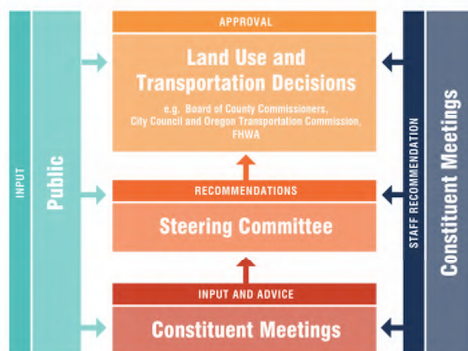 APPROVAL
Land Use and
Transportation Decisions
e.g. Board of County Commissioners,
City Council and Oregon Transportation Commission,
FHWA
RECOMMENDATIONS
Steering Committee
INPUT AND ADVICE
Constituent Meetings
INPUT
Public
STAFF RECOMMENDATION
Constituent Meetings